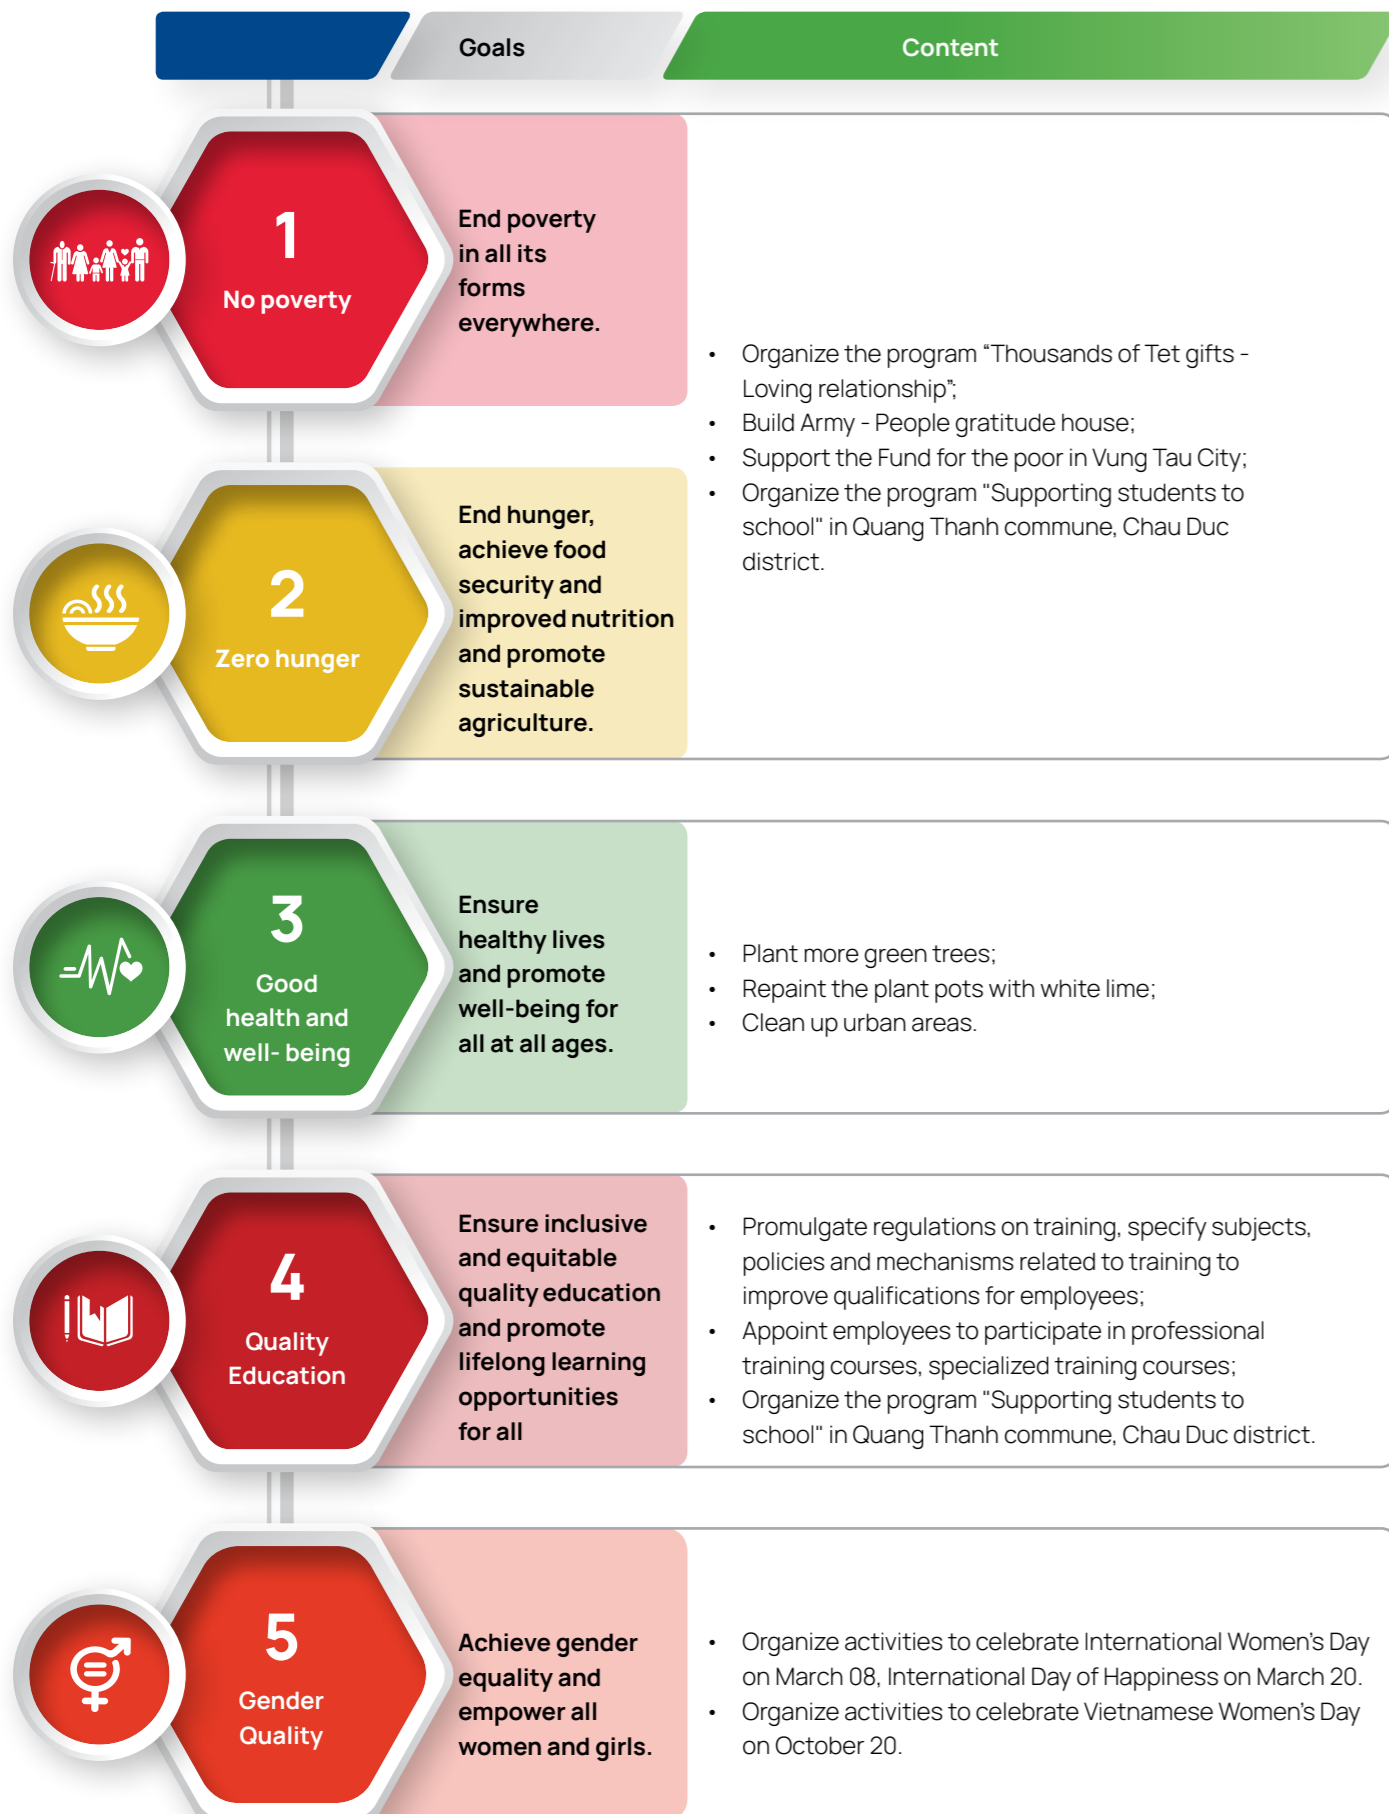 Goals
Content
1
No poverty
End poverty
in all its
forms
everywhere.
2
Zero hunger
End hunger,
achieve food
security and
improved nutrition
and promote
sustainable
agriculture.
• Organize the program “Thousands of Tet gifts -
Loving relationship”;
• Build Army - People gratitude house;
• Support the Fund for the poor in Vung Tau City;
• Organize the program "Supporting students to
school" in Quang Thanh commune, Chau Duc
district.
3
Good
health and
well- being
Ensure
healthy lives
and promote
well-being for
all at all ages.
• Plant more green trees;
• Repaint the plant pots with white lime;
• Clean up urban areas.
4
Quality
Education
Ensure inclusive
and equitable
quality education
and promote
lifelong learning
opportunities
for all
• Promulgate regulations on training, specify subjects,
policies and mechanisms related to training to
improve qualifications for employees;
• Appoint employees to participate in professional
training courses, specialized training courses;
• Organize the program "Supporting students to
school" in Quang Thanh commune, Chau Duc district.
5
Gender
Quality
Achieve gender
equality and
empower all
women and girls.
• Organize activities to celebrate International Women’s Day
on March 08, International Day of Happiness on March 20.
• Organize activities to celebrate Vietnamese Women’s Day
on October 20.